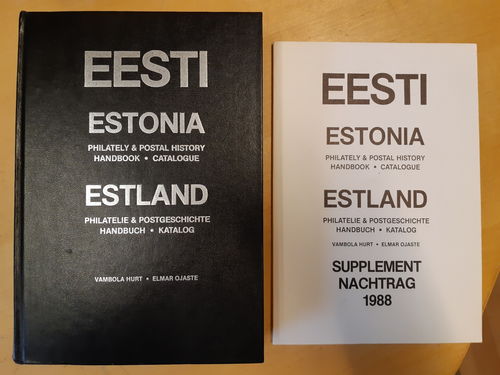 EESTI
ESTONIA
PHILATELY & POSTAL HISTORY
HANDBOOK • CATALOGUE
ESTLAND
PHILATELIE & POSTGESCHICHTE
HANDBUCH • KATALOG
VAMBOLA HURT • ELMAR OJASTE
EESTI
ESTONIA
PHILATELY & POSTAL HISTORY
HANDBOOK • CATALOGUE
ESTLAND
PHILATELIE & POSTGESCHICHTE
HANDBUCH • KATALOG
VAMBOLA HURT • ELMAR OJASTE
SUPPLEMENT
NACHTRAG
1988